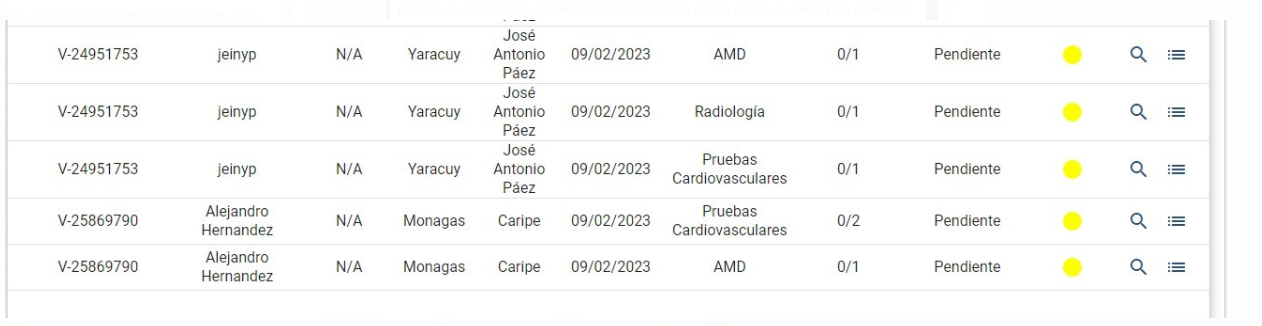 José
V-24951753 jeinyp N/A Yaracuy Antonio 09/02/2023 AMD 0/1 Pendiente
Páez
José
V-24951753 jeinyp N/A Yaracuy Antonio 09/02/2023 Radiología 0/1 Pendiente
Páez
José
V-24951753 jeinyp N/A Yaracuy Antonio 09/02/2023 Pruebas Cardiovasculares 0/1 Pendiente
Páez
V-25869790 Alejandro Hernandez N/A Monagas Caripe 09/02/2023 Pruebas Cardiovasculares 0/2 Pendiente
V-25869790 Alejandro Hernandez N/A Monagas Caripe 09/02/2023 AMD 0/1 Pendiente